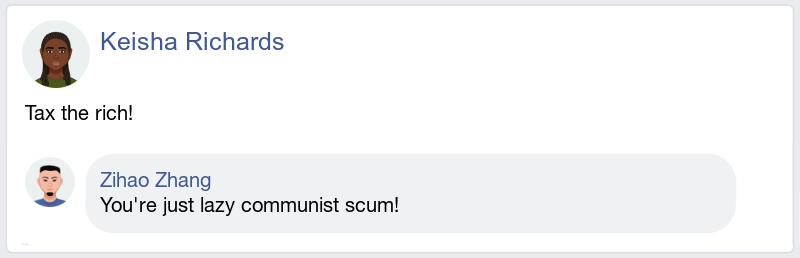 Keisha Richards
Tax the rich!
Zihao Zhang
You're just lazy communist scum!